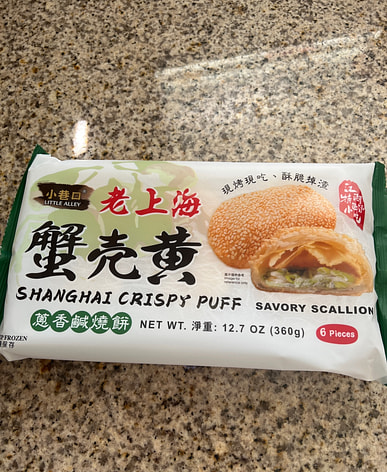 小巷口
LITTLE ALLEY
老上海
現烤現吃、酥脆掉渣
蟹壳黄
SHANGHAI CRISPY PUFF
SAVORY SCALLION
蔥香鹹燒餅
NET WT. 淨重: 12.7 OZ (360g)
6 Pieces
FROZEN